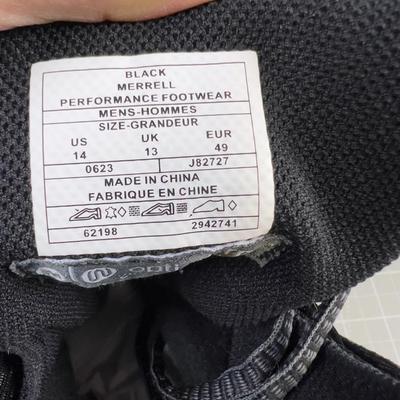 BLACK
MERRELL
PERFORMANCE FOOTWEAR
MENS-HOMMES
SIZE-GRANDEUR
US UK EUR
14 13 49
0623 J82727
MADE IN CHINA
FABRIQUE EN CHINE
62198 2942741